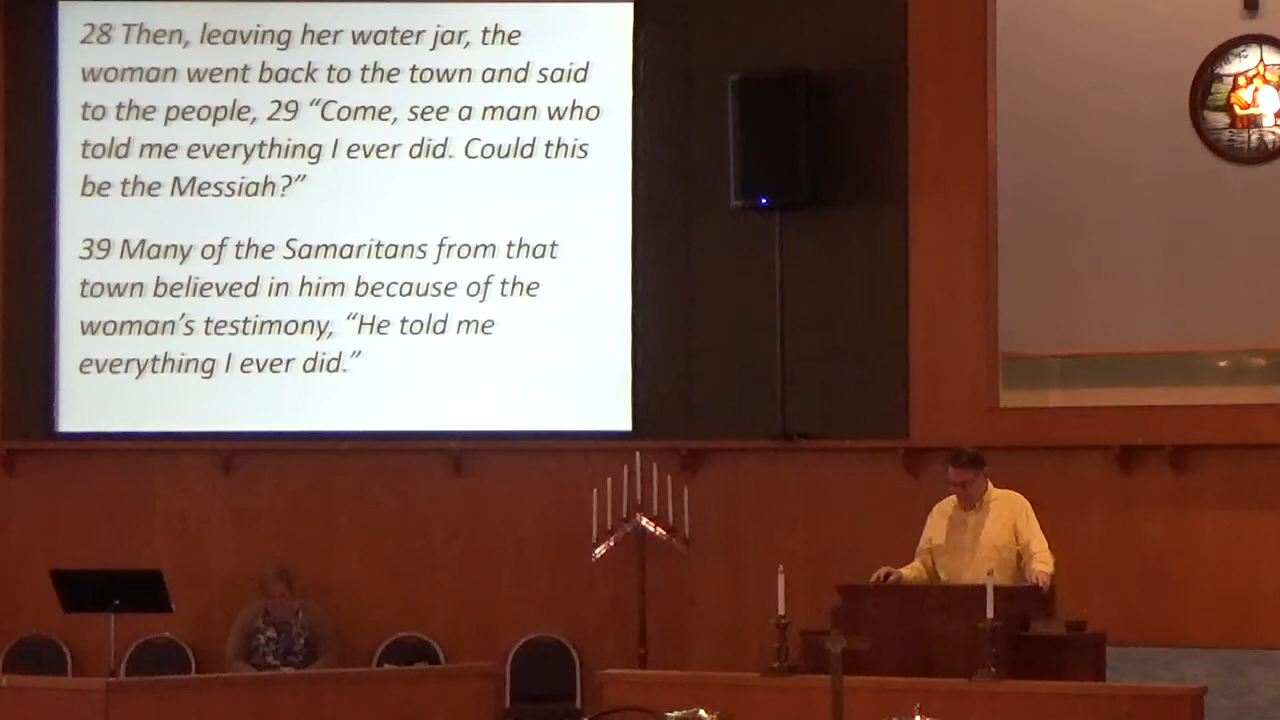 28 Then, leaving her water jar, the
woman went back to the town and said
to the people, 29 “Come, see a man who
told me everything I ever did. Could this
be the Messiah?”
39 Many of the Samaritans from that
town believed in him because of the
woman’s testimony, “He told me
everything I ever did.”